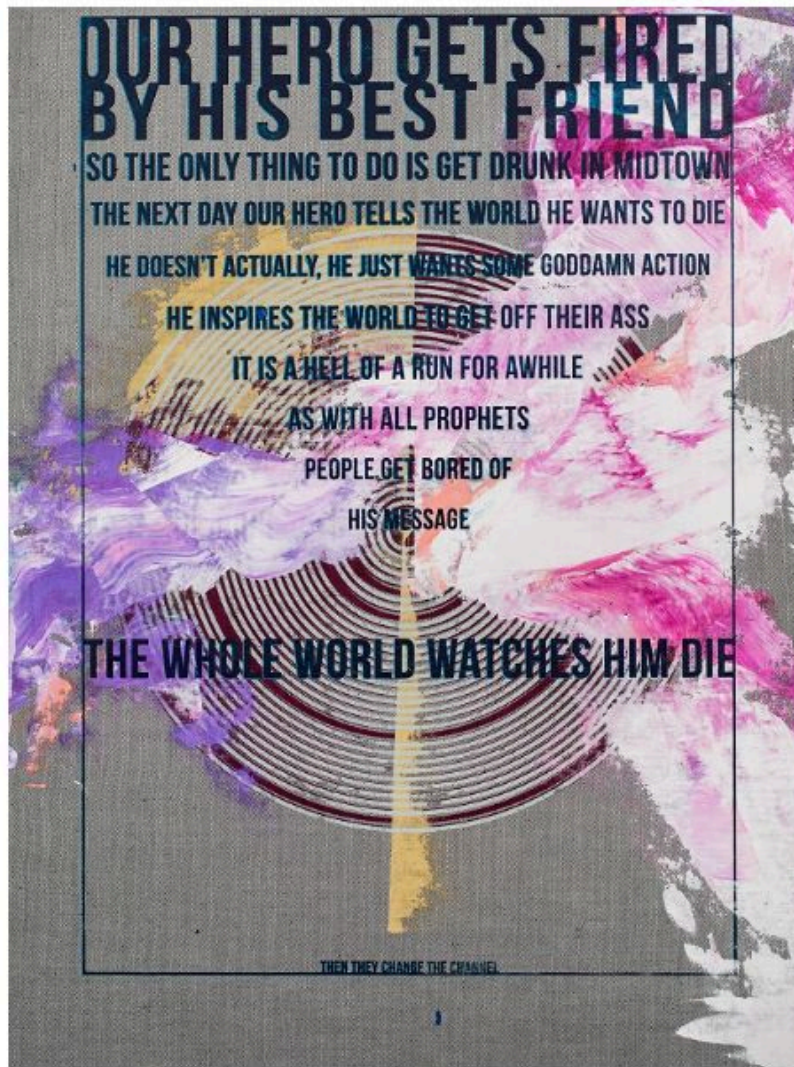 OUR HERO GETS FIRED
BY HIS BEST FRIEND
SO THE ONLY THING TO DO IS GET DRUNK IN MIDTOWN
THE NEXT DAY OUR HERO TELLS THE WORLD HE WANTS TO DIE
HE DOESN'T ACTUALLY, HE JUST WANTS SOME GODDAMN ACTION
HE INSPIRES THE WORLD TO GET OFF THEIR ASS
IT IS A HELL OF A RUN FOR AWHILE
AS WITH ALL PROPHETS
PEOPLE GET BORED OF
HIS MESSAGE
THE WHOLE WORLD WATCHES HIM DIE
THEN THEY CHANGE THE CHANNEL